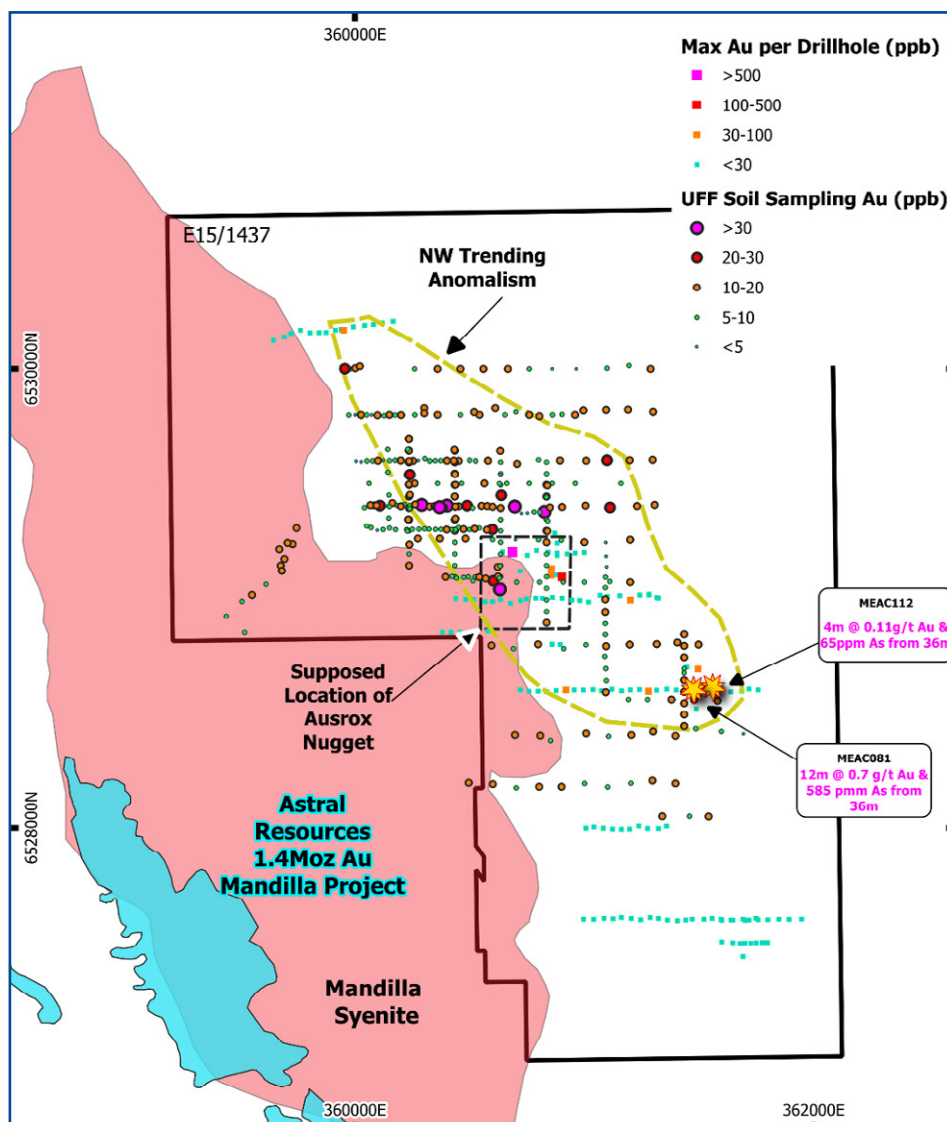 360000E
Max Au per Drillhole (ppb)
>500
100-500
30-100
<30
UFF Soil Sampling Au (ppb)
>30
20-30
10-20
5-10
<5
E15/1437
NW Trending
Anomalism
6530000N
MEAC112
4m @ 0.11g/t Au &
65ppm As from 36m
Supposed
Location of
Ausrox
Nugget
MEAC081
12m @ 0.7 g/t Au &
585 pmm As from
36m
6528000N
Astral
Resources
1.4Moz Au
Mandilla Project
Mandilla
Syenite
360000E
362000E